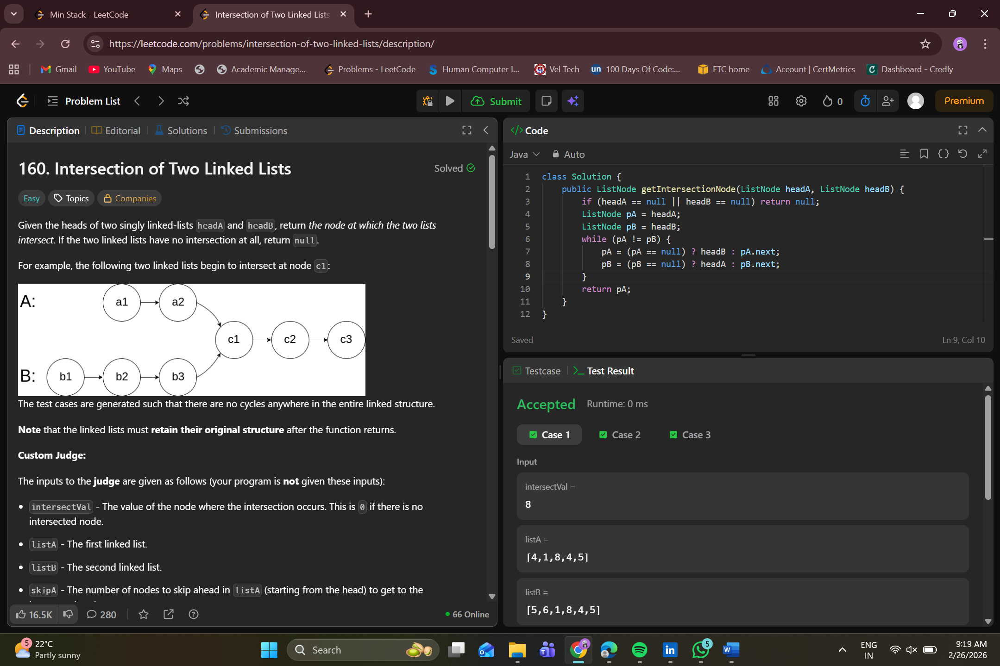 Min Stack - LeetCode
Intersection of Two Linked Lists
https://leetcode.com/problems/intersection-of-two-linked-lists/description/
Gmail
YouTube
Maps
Academic Manage...
Problems - LeetCode
Human Computer I...
Vel Tech
un 100 Days Of Code:...
ETC home
Account | CertMetrics
Dashboard - Credly
Problem List
Submit
0
Premium
Description
Editorial
Solutions
Submissions
160. Intersection of Two Linked Lists
Solved
Easy
Topics
Companies
Given the heads of two singly linked-lists headA and headB, return the node at which the two lists
intersect. If the two linked lists have no intersection at all, return null.
For example, the following two linked lists begin to intersect at node c1:
A: a1 a2
c1 c2 c3
B: b1 b2 b3
The test cases are generated such that there are no cycles anywhere in the entire linked structure.
Note that the linked lists must retain their original structure after the function returns.
Custom Judge:
The inputs to the judge are given as follows (your program is not given these inputs):
• intersectVal - The value of the node where the intersection occurs. This is 0 if there is no
intersected node.
• listA - The first linked list.
• listB - The second linked list.
• skipA - The number of nodes to skip ahead in listA (starting from the head) to get to the
16.5K
280
66 Online
</> Code
Java
Auto
1 class Solution {
2 public ListNode getIntersectionNode(ListNode headA, ListNode headB) {
3 if (headA == null || headB == null) return null;
4 ListNode pA = headA;
5 ListNode pB = headB;
6 while (pA != pB) {
7 pA = (pA == null) ? headB : pA.next;
8 pB = (pB == null) ? headA : pB.next;
9 }
10 return pA;
11 }
12 }
Saved
Ln 9, Col 10
Testcase
Test Result
Accepted
Runtime: 0 ms
Case 1
Case 2
Case 3
Input
intersectVal =
8
listA =
[4,1,8,4,5]
listB =
[5,6,1,8,4,5]
5
22°C
Partly sunny
Search
5
ENG
IN
9:19 AM
2/26/2026